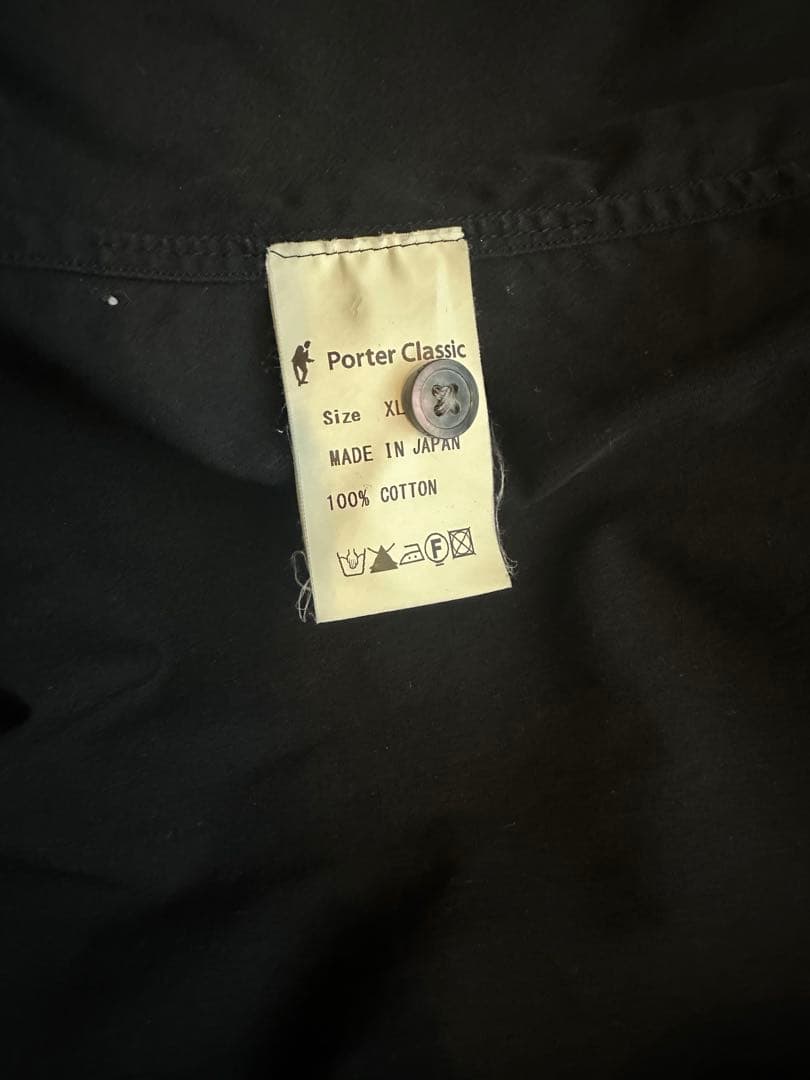 Porter Classic
Size XL
MADE IN JAPAN
100% COTTON
F